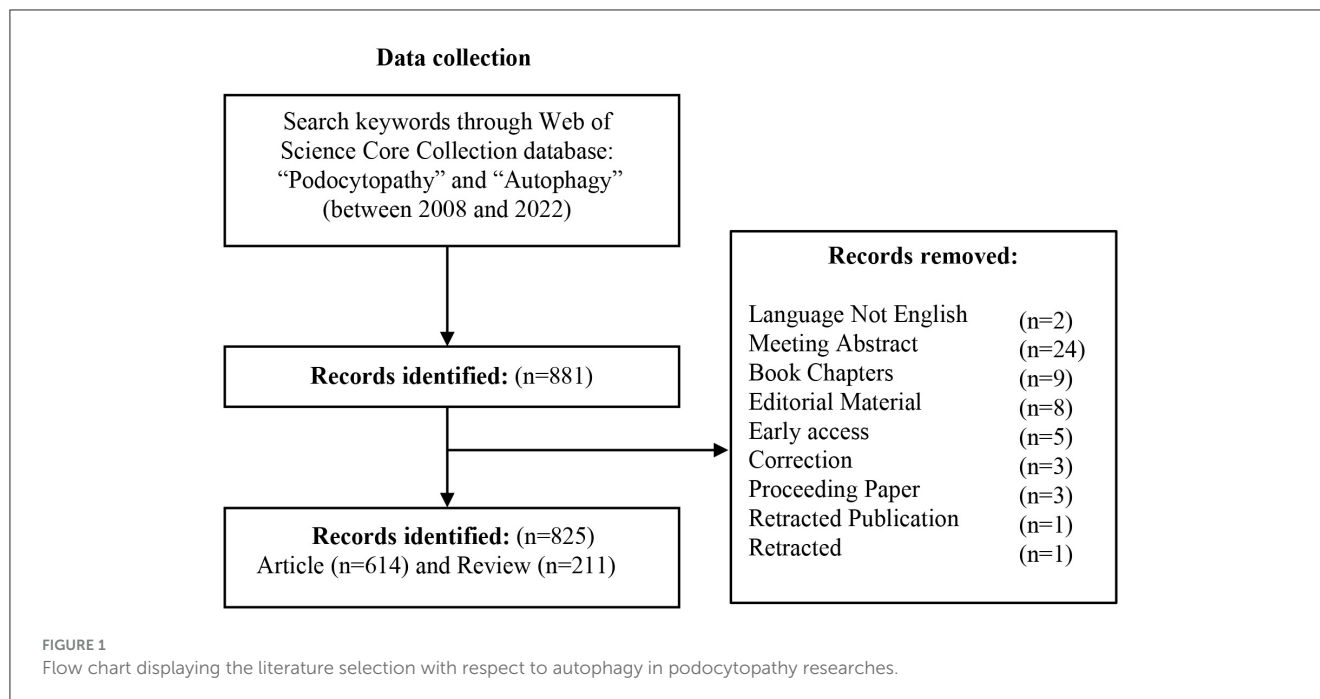 Data collection
Search keywords through Web of
Science Core Collection database:
“Podocytopathy” and “Autophagy”
(between 2008 and 2022)
Records identified: (n=881)
Records removed:
Language Not English (n=2)
Meeting Abstract (n=24)
Book Chapters (n=9)
Editorial Material (n=8)
Early access (n=5)
Correction (n=3)
Proceeding Paper (n=3)
Retracted Publication (n=1)
Retracted (n=1)
Records identified: (n=825)
Article (n=614) and Review (n=211)
FIGURE 1
Flow chart displaying the literature selection with respect to autophagy in podocytopathy researches.